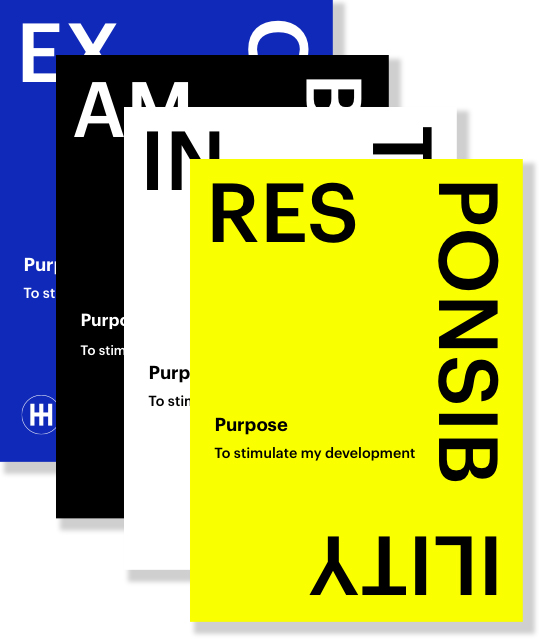 EX
AM
IN
RES
PONSIB
ILITY
Purpose
To stimulate my development